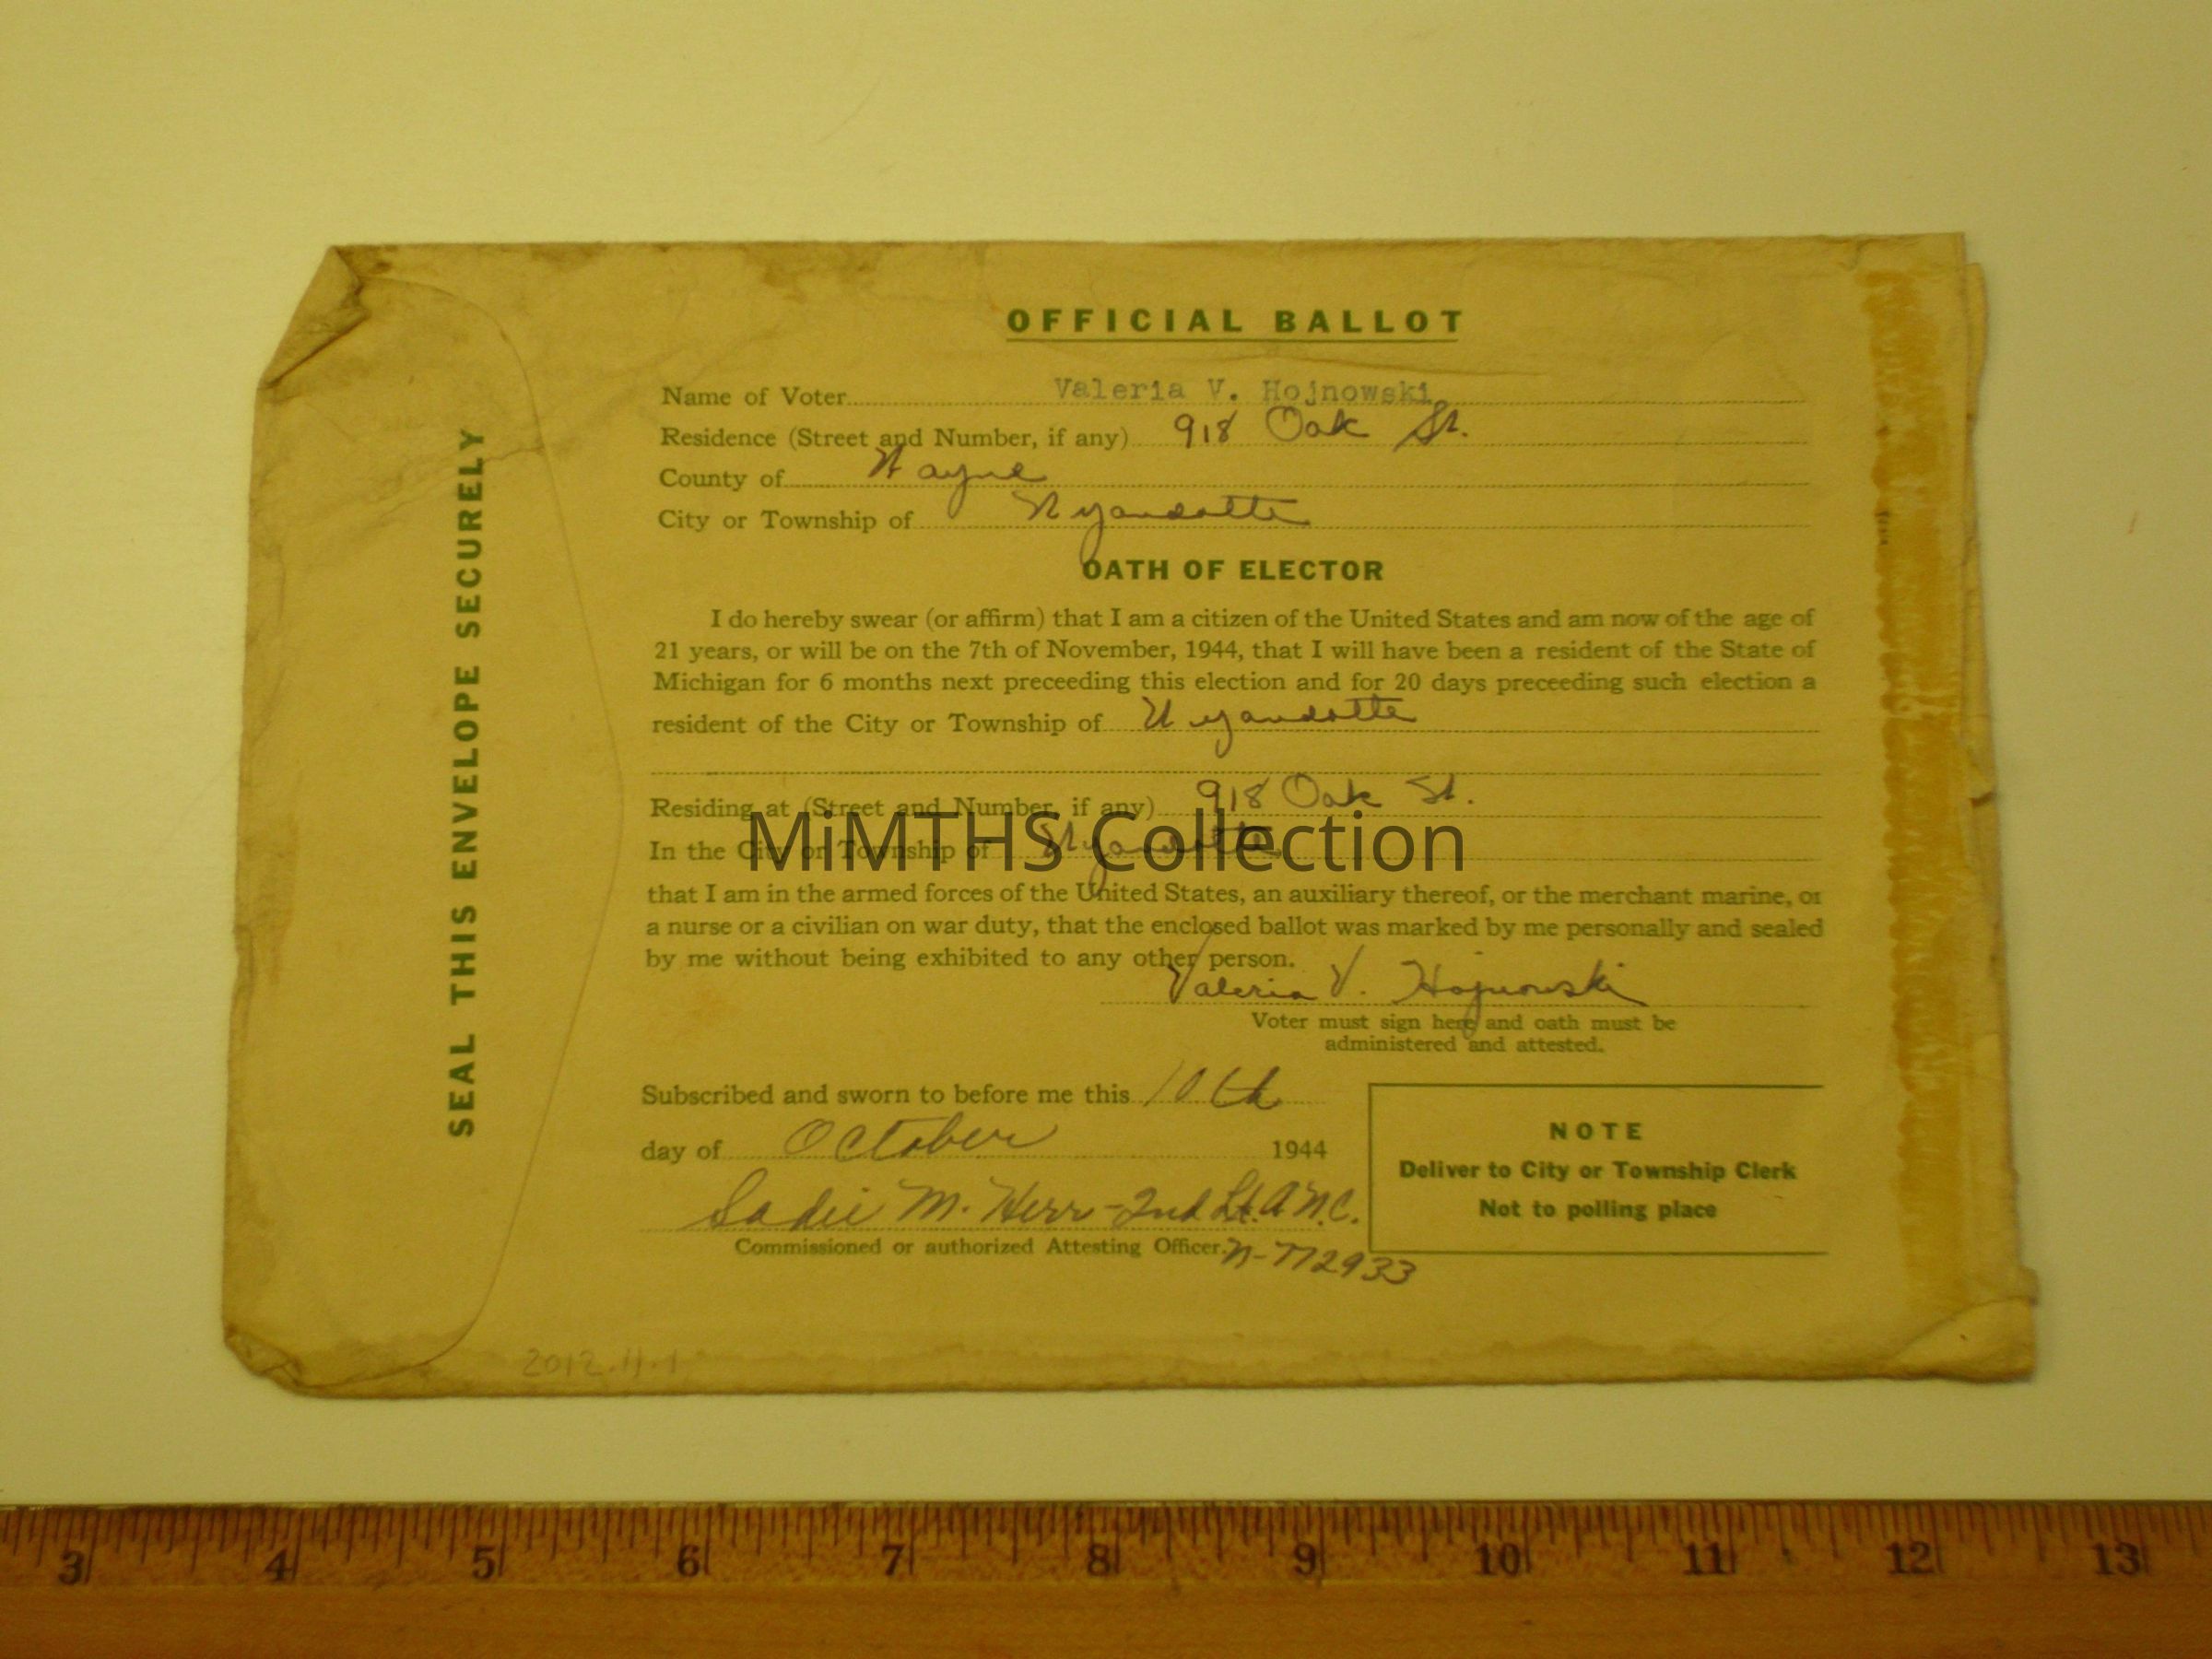 OFFICIAL BALLOT
Name of Voter Valeria V. Hojnowski
Residence (Street and Number, if any) 918 Oak St.
County of Wayne
City or Township of Wyandotte
OATH OF ELECTOR
I do hereby swear (or affirm) that I am a citizen of the United States and am now of the age of
21 years, or will be on the 7th of November, 1944, that I will have been a resident of the State of
Michigan for 6 months next preceeding this election and for 20 days preceeding such election a
resident of the City or Township of Wyandotte
Residing at (Street and Number, if any) 918 Oak St.
In the City or Township of Wyandotte
MiMTHS Collection
that I am in the armed forces of the United States, an auxiliary thereof, or the merchant marine, or
a nurse or a civilian on war duty, that the enclosed ballot was marked by me personally and sealed
by me without being exhibited to any other person.
Valeria V. Hojnowski
Voter must sign here and oath must be
administered and attested.
Subscribed and sworn to before me this 10th
day of October 1944
Sadie M. Herr - 2nd Lt. A.N.C.
Commissioned or authorized Attesting Officer. N-772933
NOTE
Deliver to City or Township Clerk
Not to polling place
SEAL THIS ENVELOPE SECURELY
2012.11.1
3 4 5 6 7 8 9 10 11 12 13